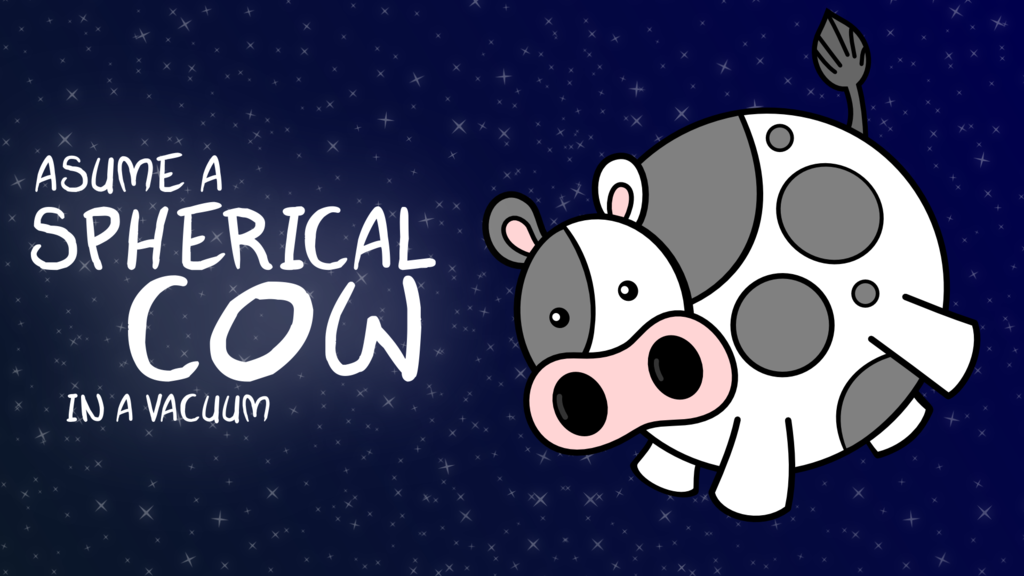 ASUME A
SPHERICAL
COW
IN A VACUUM